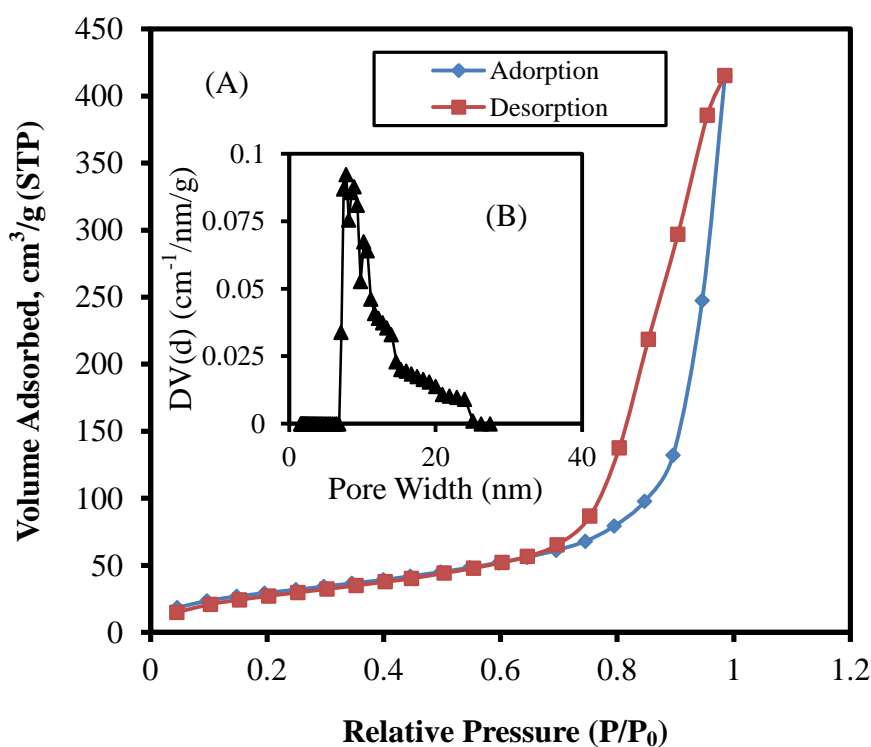 450
400
350
300
250
200
150
100
50
0
Volume Adsorbed, cm³/g (STP)
(A)
Adorption
Desorption
0.1
0.075
0.05
0.025
0
DV(d) (cm⁻¹/nm/g)
(B)
0 20 40
Pore Width (nm)
0 0.2 0.4 0.6 0.8 1 1.2
Relative Pressure (P/P₀)